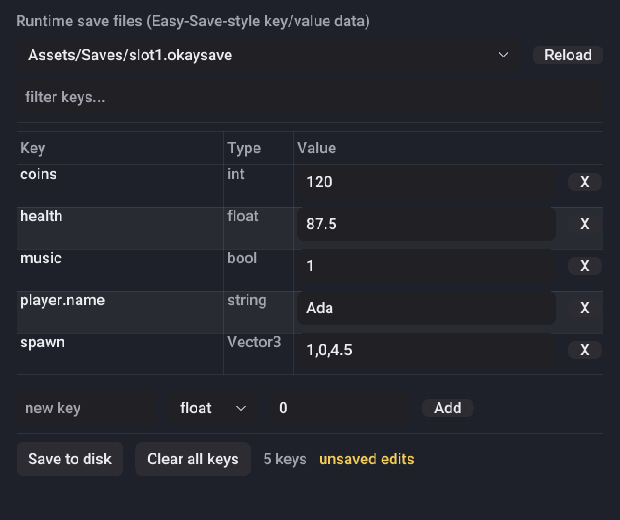 Runtime save files (Easy-Save-style key/value data)
Assets/Saves/slot1.okaysave Reload
filter keys...
Key Type Value
coins int 120 X
health float 87.5 X
music bool 1 X
player.name string Ada X
spawn Vector3 1,0,4.5 X
new key float 0 Add
Save to disk Clear all keys 5 keys unsaved edits